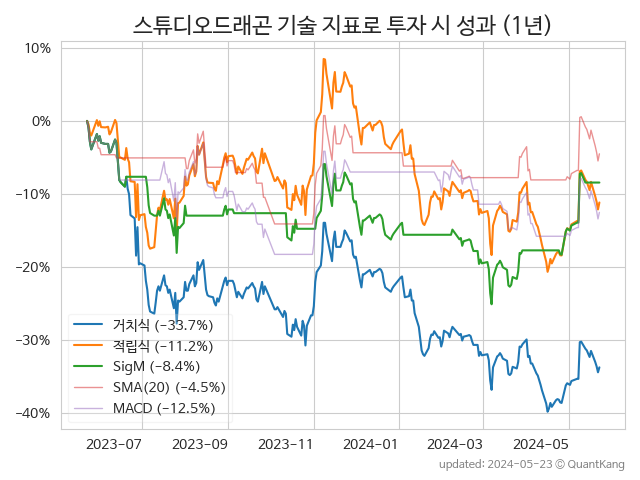 스튜디오드래곤 기술 지표로 투자 시 성과 (1년)
10%
0%
−10%
−20%
−30%
−40%
거치식 (−33.7%)
적립식 (−11.2%)
SigM (−8.4%)
SMA(20) (−4.5%)
MACD (−12.5%)
2023-07 2023-09 2023-11 2024-01 2024-03 2024-05
updated: 2024-05-23 © QuantKang